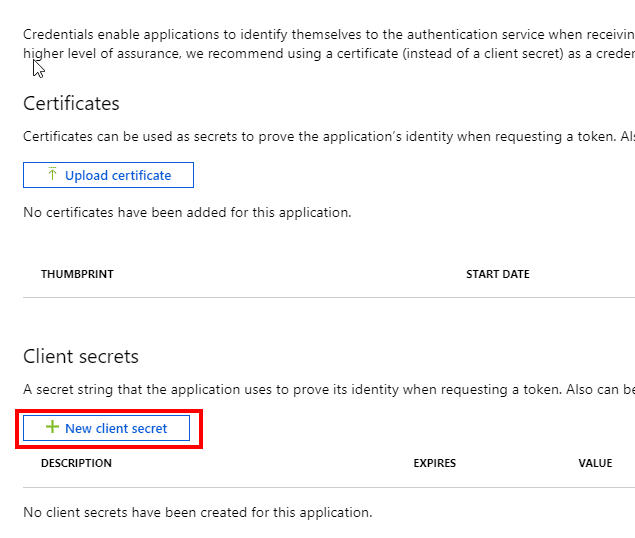 Credentials enable applications to identify themselves to the authentication service when receivin
higher level of assurance, we recommend using a certificate (instead of a client secret) as a creder
Certificates
Certificates can be used as secrets to prove the application's identity when requesting a token. Al
Upload certificate
No certificates have been added for this application.
THUMBPRINT START DATE
Client secrets
A secret string that the application uses to prove its identity when requesting a token. Also can be
New client secret
DESCRIPTION EXPIRES VALUE
No client secrets have been created for this application.